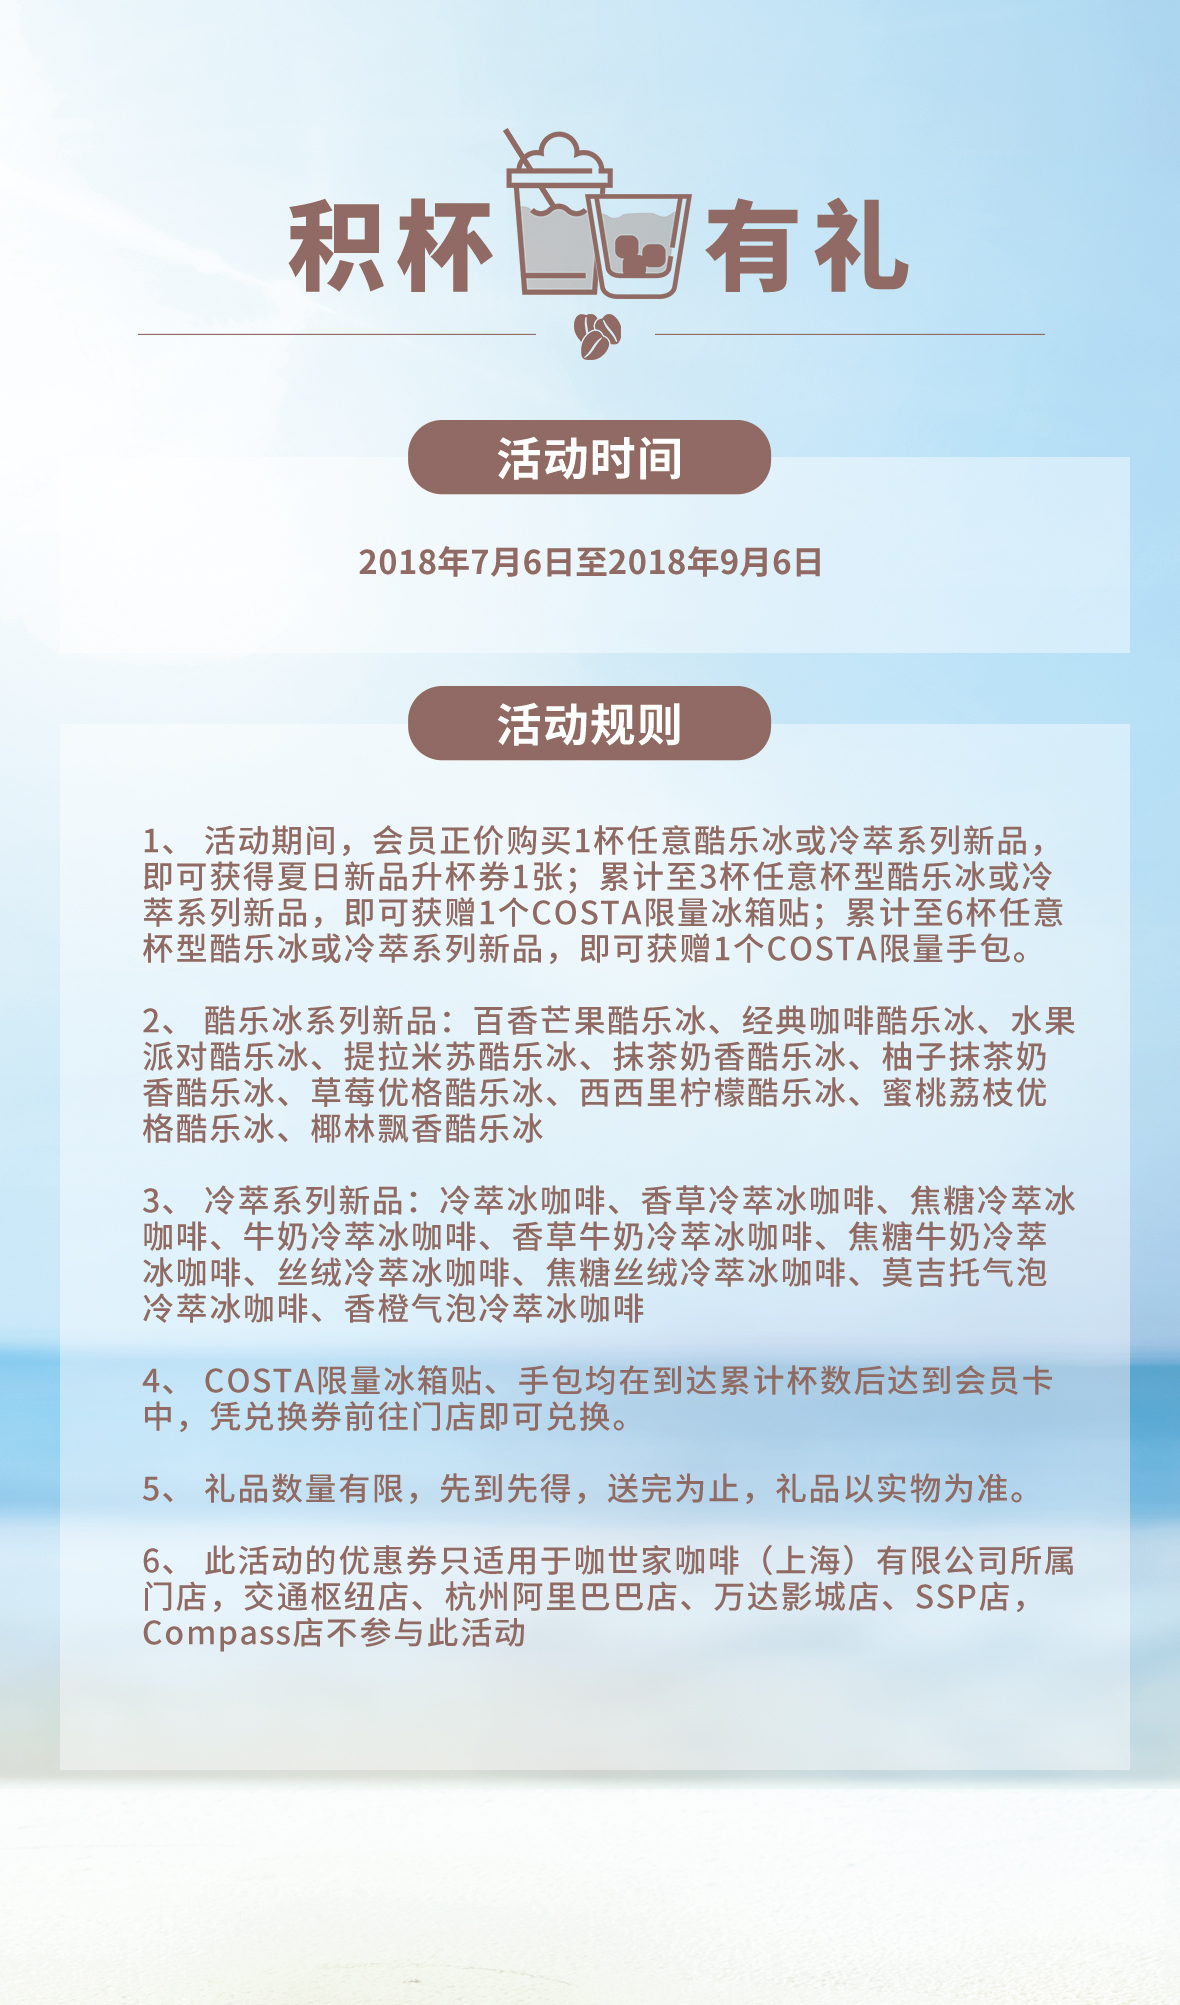 积杯有礼
活动时间
2018年7月6日至2018年9月6日
活动规则
1、 活动期间，会员正价购买1杯任意酷乐冰或冷萃系列新品，
即可获得夏日新品升杯券1张；累计至3杯任意杯型酷乐冰或冷
萃系列新品，即可获赠1个COSTA限量冰箱贴；累计至6杯任意
杯型酷乐冰或冷萃系列新品，即可获赠1个COSTA限量手包。
2、 酷乐冰系列新品：百香芒果酷乐冰、经典咖啡酷乐冰、水果
派对酷乐冰、提拉米苏酷乐冰、抹茶奶香酷乐冰、柚子抹茶奶
香酷乐冰、草莓优格酷乐冰、西西里柠檬酷乐冰、蜜桃荔枝优
格酷乐冰、椰林飘香酷乐冰
3、 冷萃系列新品：冷萃冰咖啡、香草冷萃冰咖啡、焦糖冷萃冰
咖啡、牛奶冷萃冰咖啡、香草牛奶冷萃冰咖啡、焦糖牛奶冷萃
冰咖啡、丝绒冷萃冰咖啡、焦糖丝绒冷萃冰咖啡、莫吉托气泡
冷萃冰咖啡、香橙气泡冷萃冰咖啡
4、 COSTA限量冰箱贴、手包均在到达累计杯数后达到会员卡
中，凭兑换券前往门店即可兑换。
5、 礼品数量有限，先到先得，送完为止，礼品以实物为准。
6、 此活动的优惠券只适用于咖世家咖啡（上海）有限公司所属
门店，交通枢纽店、杭州阿里巴巴店、万达影城店、SSP店，
Compass店不参与此活动